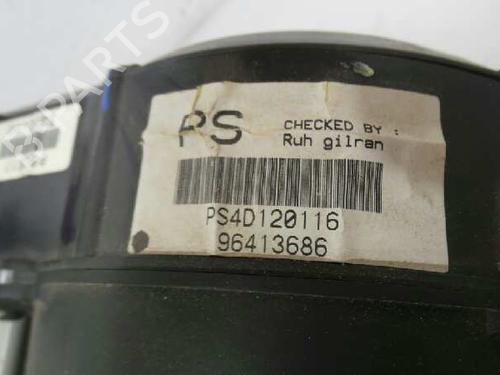 PS
CHECKED BY :
Ruh gilran
PS4D120116
96413686
B-PARTS